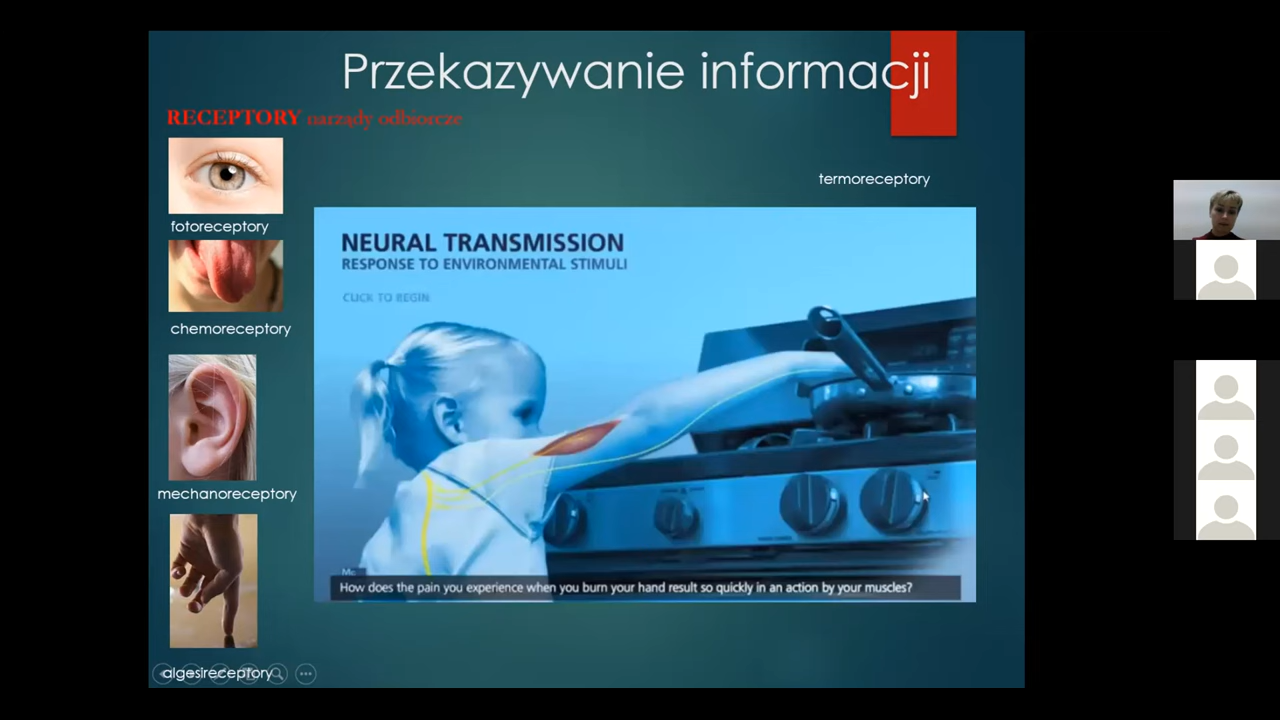 Przekazywanie informacji
RECEPTORY narządy odbiorcze
termoreceptory
fotoreceptory
NEURAL TRANSMISSION
RESPONSE TO ENVIRONMENTAL STIMULI
CLICK TO BEGIN
chemoreceptory
mechanoreceptory
How does the pain you experience when you burn your hand result so quickly in an action by your muscles?
algesireceptory